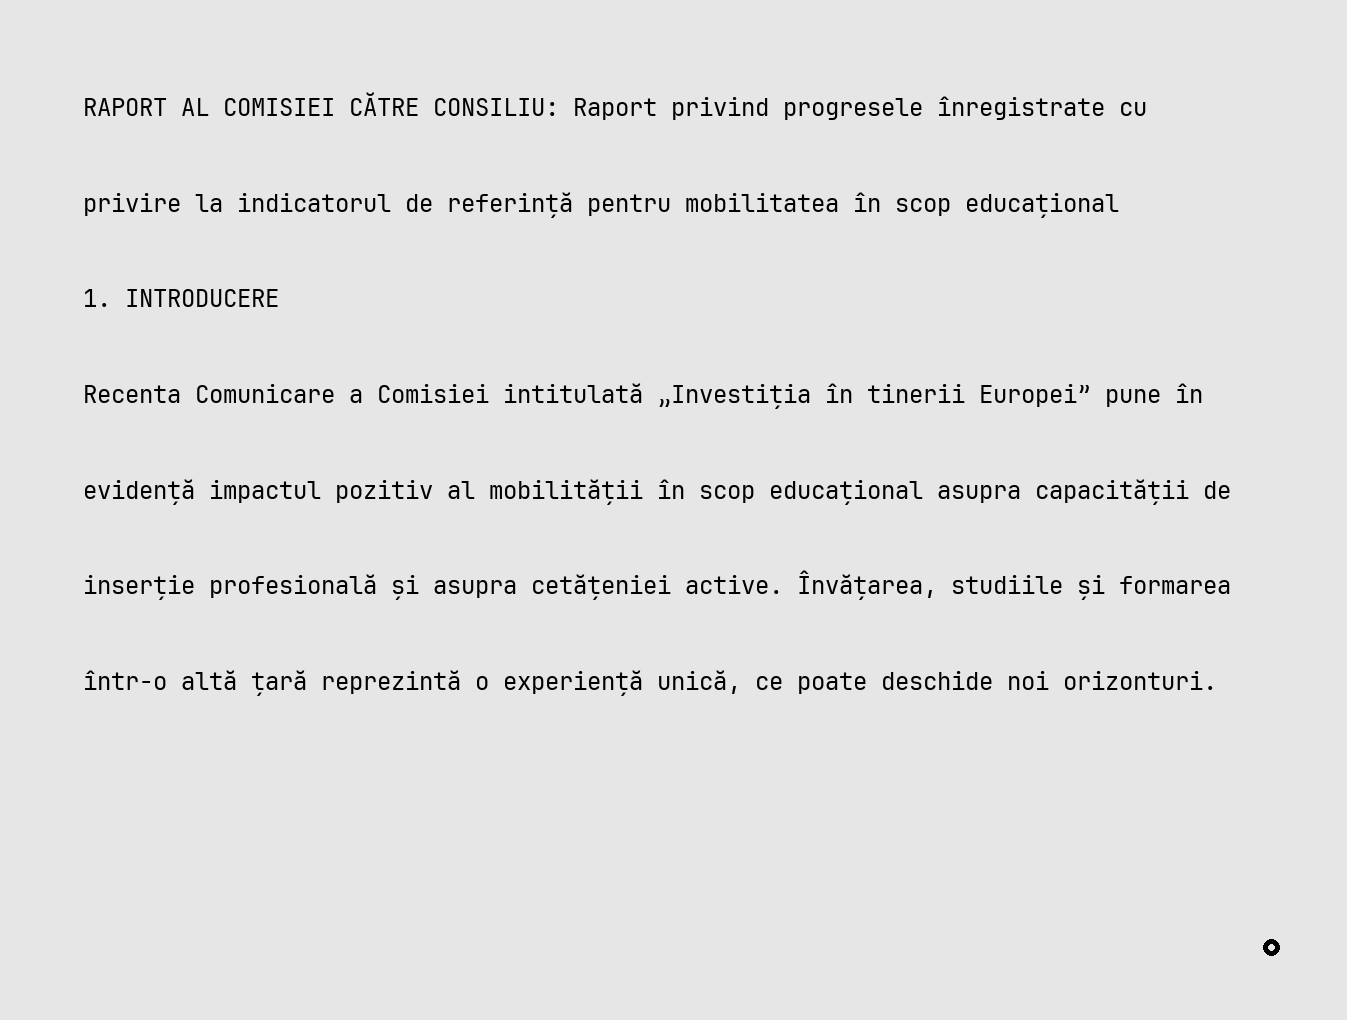 RAPORT AL COMISIEI CĂTRE CONSILIU: Raport privind progresele înregistrate cu
privire la indicatorul de referință pentru mobilitatea în scop educațional
1. INTRODUCERE
Recenta Comunicare a Comisiei intitulată „Investiția în tinerii Europei” pune în
evidență impactul pozitiv al mobilității în scop educațional asupra capacității de
inserție profesională și asupra cetățeniei active. Învățarea, studiile și formarea
într-o altă țară reprezintă o experiență unică, ce poate deschide noi orizonturi.